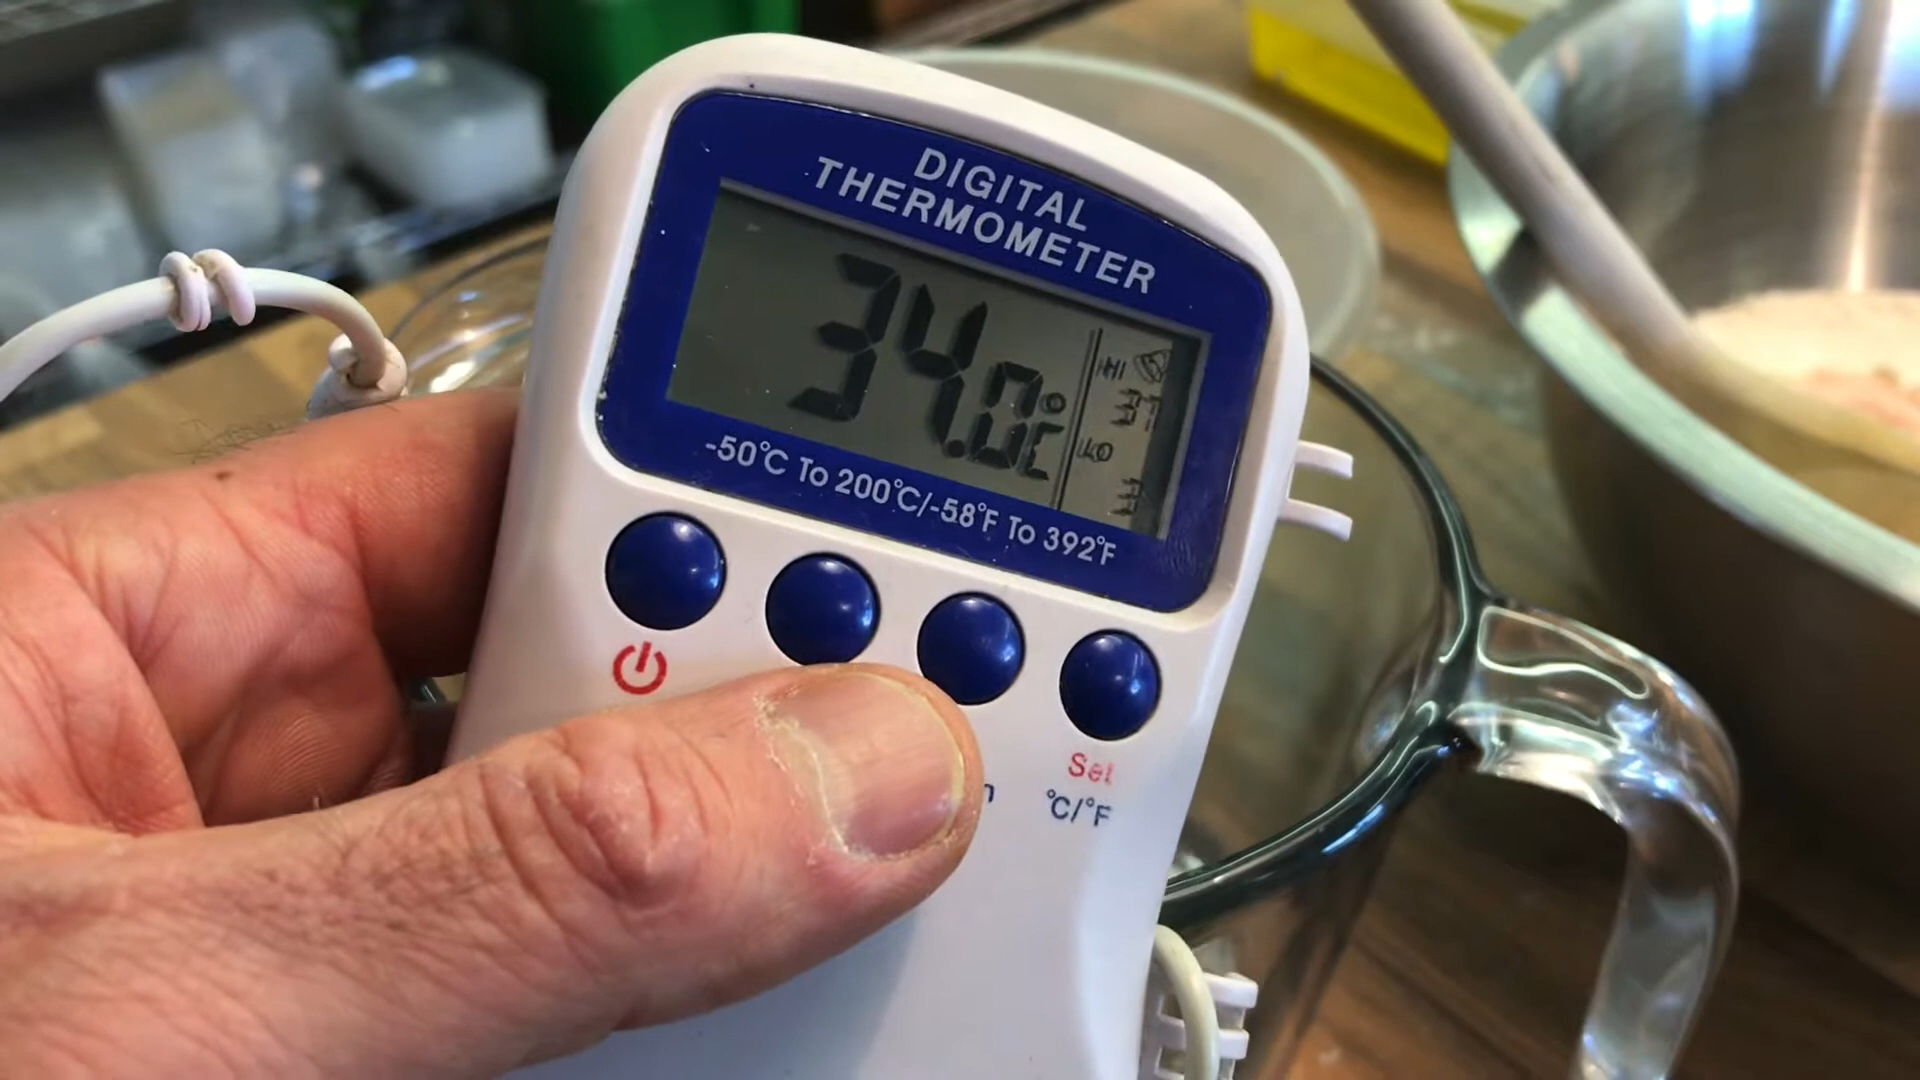 DIGITAL
THERMOMETER
34.0°C
HI
LO
-50°C To 200°C/-58°F To 392°F
Set
°C/°F